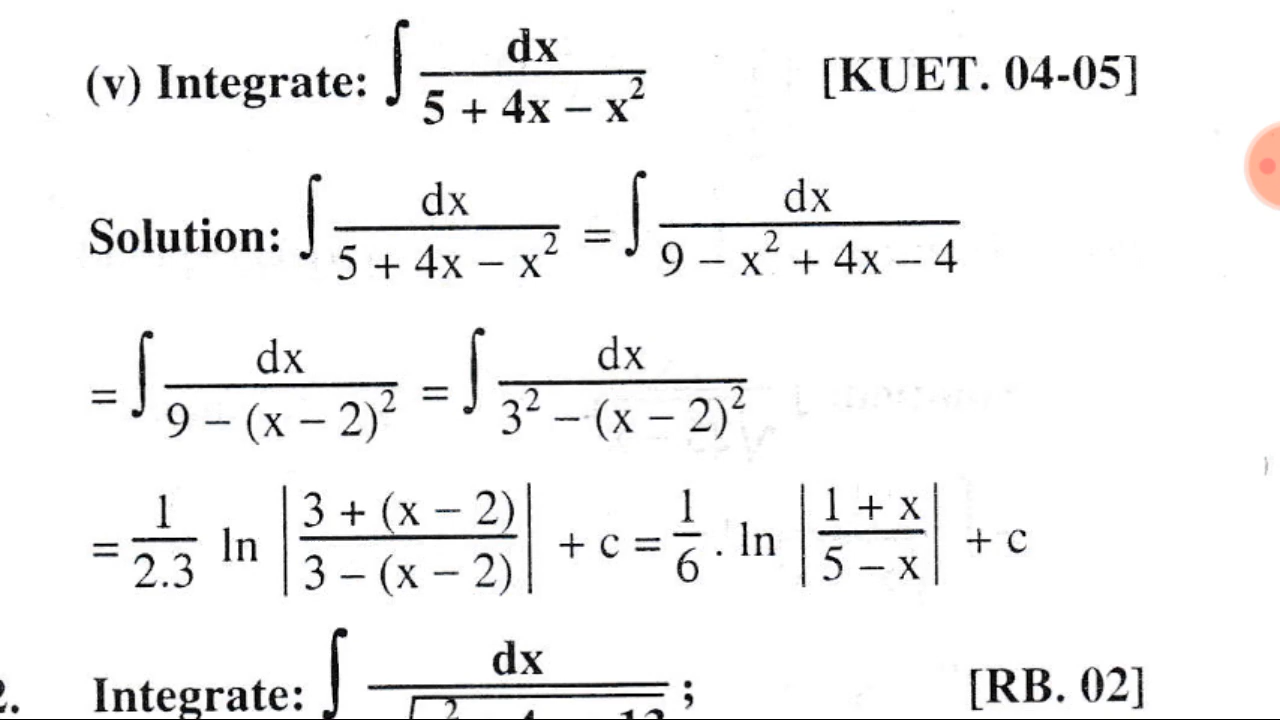 (v) Integrate: ∫ dx / (5 + 4x – x²) [KUET. 04-05]
Solution: ∫ dx / (5 + 4x – x²) = ∫ dx / (9 – x² + 4x – 4)
= ∫ dx / (9 – (x – 2)²) = ∫ dx / (3² – (x – 2)²)
= 1/2.3 ln |(3 + (x – 2)) / (3 – (x – 2))| + c = 1/6 . ln |(1 + x) / (5 – x)| + c
Integrate: ∫ dx / ; [RB. 02]